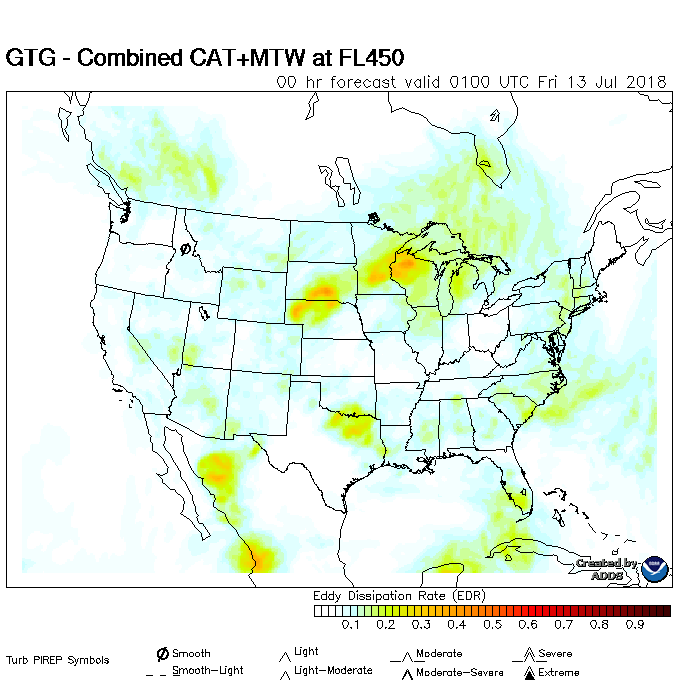 GTG - Combined CAT+MTW at FL450
00 hr forecast valid 0100 UTC Fri 13 Jul 2018
Created by
ADDS
Eddy Dissipation Rate (EDR)
0.1 0.2 0.3 0.4 0.5 0.6 0.7 0.8 0.9
Turb PIREP Symbols
Smooth Light Moderate Severe
Smooth-Light Light-Moderate Moderate-Severe Extreme